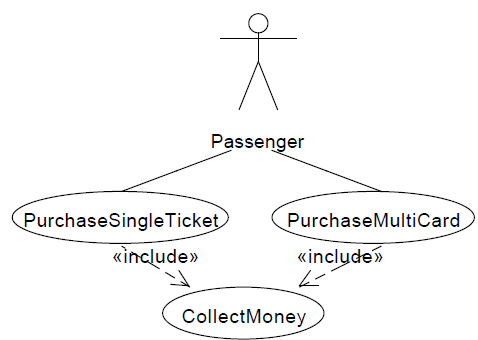 Passenger
PurchaseSingleTicket
PurchaseMultiCard
«include»
«include»
CollectMoney